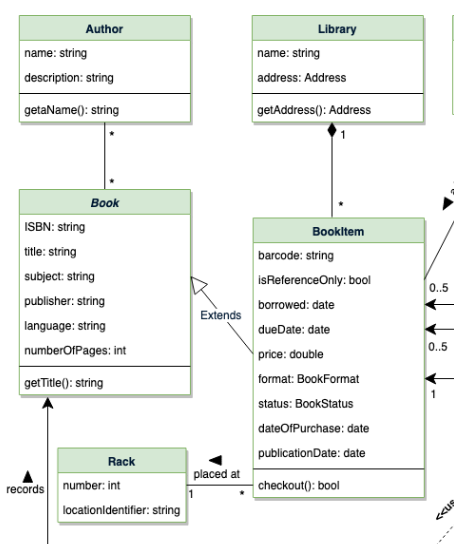 Author
name: string
description: string
getaName(): string
*
*
Library
name: string
address: Address
getAddress(): Address
1
*
Book
ISBN: string
title: string
subject: string
publisher: string
language: string
numberOfPages: int
getTitle(): string
Extends
BookItem
barcode: string
isReferenceOnly: bool
borrowed: date
dueDate: date
price: double
format: BookFormat
status: BookStatus
dateOfPurchase: date
publicationDate: date
checkout(): bool
0..5
0..5
1
records
Rack
number: int
locationIdentifier: string
placed at
1
*